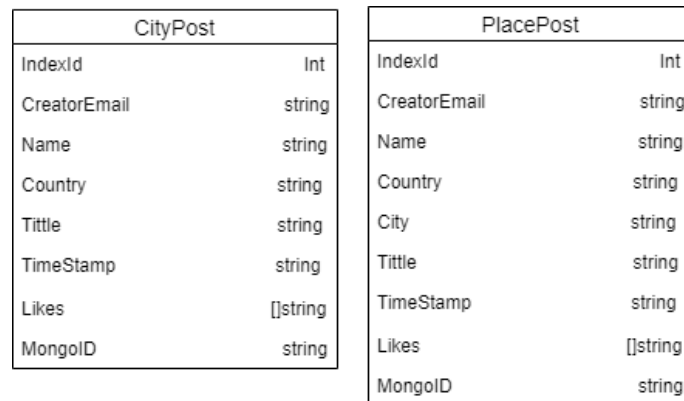 CityPost
IndexId Int
CreatorEmail string
Name string
Country string
Tittle string
TimeStamp string
Likes []string
MongoID string
PlacePost
IndexId Int
CreatorEmail string
Name string
Country string
City string
Tittle string
TimeStamp string
Likes []string
MongoID string